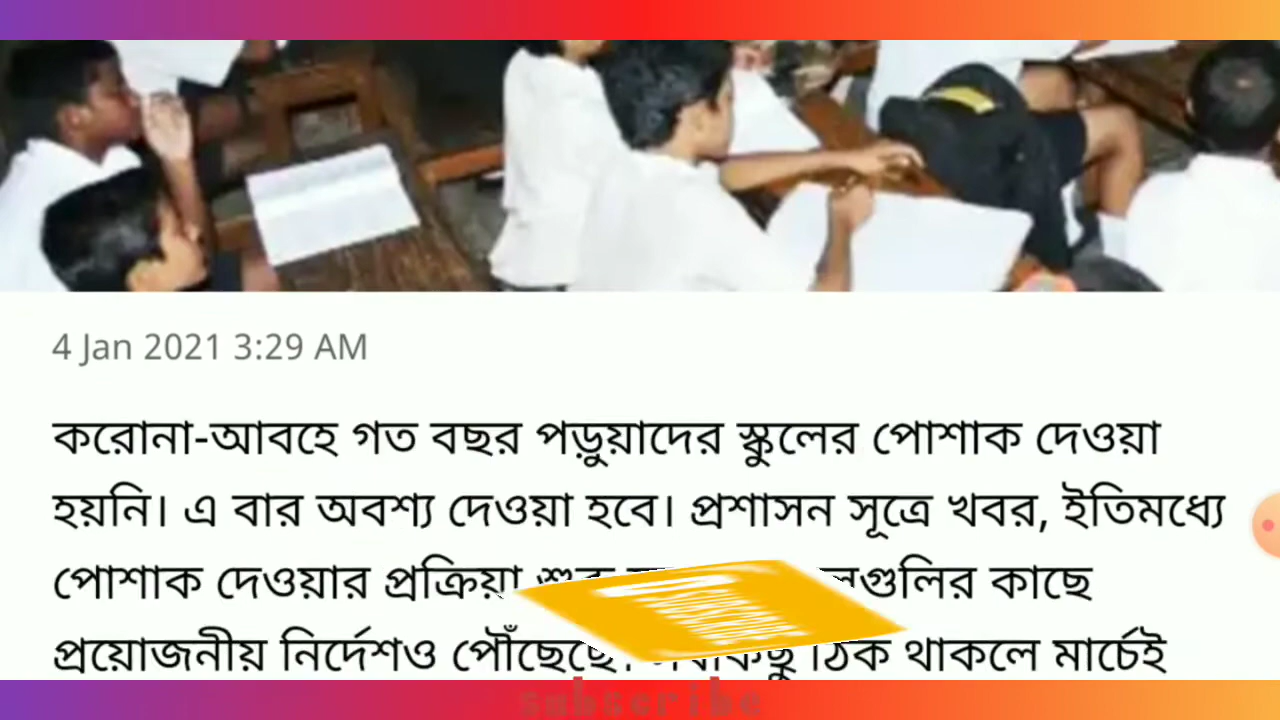 4 Jan 2021 3:29 AM
করোনা-আবহে গত বছর পড়ুয়াদের স্কুলের পোশাক দেওয়া
হয়নি। এ বার অবশ্য দেওয়া হবে। প্রশাসন সূত্রে খবর, ইতিমধ্যে
পোশাক দেওয়ার প্রক্রিয়া কাছে
প্রয়োজনীয় নির্দেশও পৌঁছেছে। ঠিক থাকলে মার্চেই
subscribe